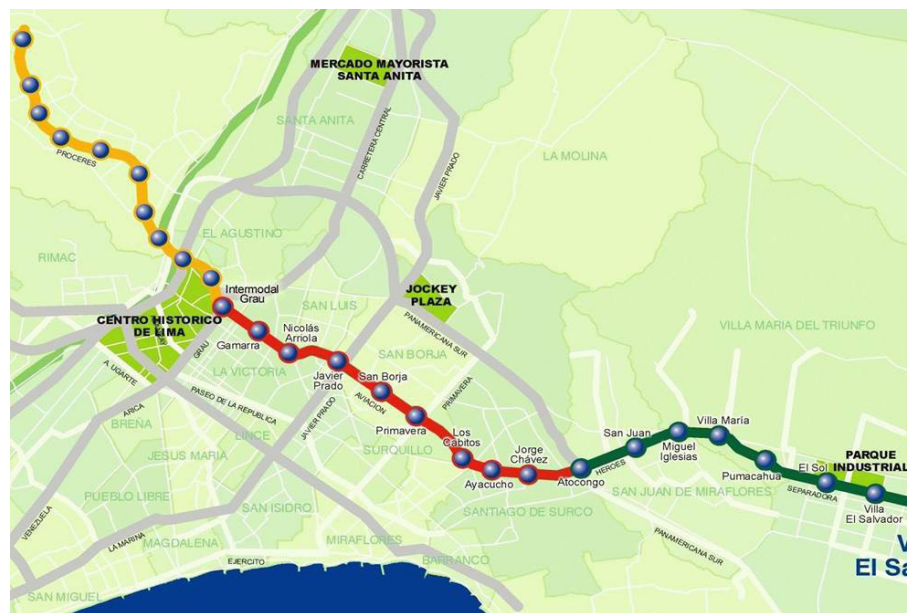 MERCADO MAYORISTA
SANTA ANITA
SANTA ANITA
CARRETERA CENTRAL
JAVIER PRADO
LA MOLINA
PROCERES
EL AGUSTINO
RIMAC
Intermodal
Grau
SAN LUIS
JOCKEY
PLAZA
PANAMERICANA SUR
VILLA MARIA DEL TRIUNFO
CENTRO HISTORICO
DE LIMA
GRAU
Gamarra
Nicolás
Arriola
LA VICTORIA
SAN BORJA
Javier
Prado
San Borja
AVIACION
PRIMAVERA
A. UGARTE
PASEO DE LA REPUBLICA
JAVIER PRADO
ARICA
BREÑA
LINCE
Primavera
Los
Cabitos
SURQUILLO
JESUS MARIA
Jorge
Chávez
Ayacucho
Atocongo
HEROES
San Juan
Miguel
Iglesias
Villa María
Pumacahua
El Sol
PARQUE
INDUSTRIAL
SEPARADORA
Villa
El Salvador
PUEBLO LIBRE
SAN ISIDRO
SANTIAGO DE SURCO
SAN JUAN DE MIRAFLORES
VENEZUELA
LA MARINA
MAGDALENA
MIRAFLORES
PANAMERICANA SUR
EJERCITO
BARRANCO
SAN MIGUEL
V
El Sa